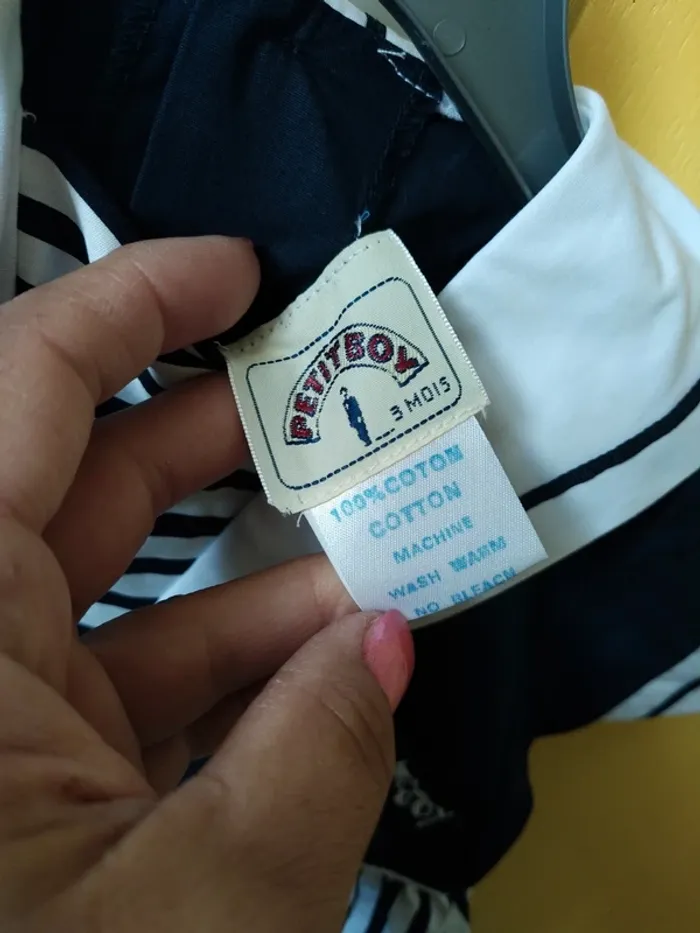 PETITBOY
3 MOIS
100%COTON
COTTON
MACHINE
WASH WARM
NO BLEACH